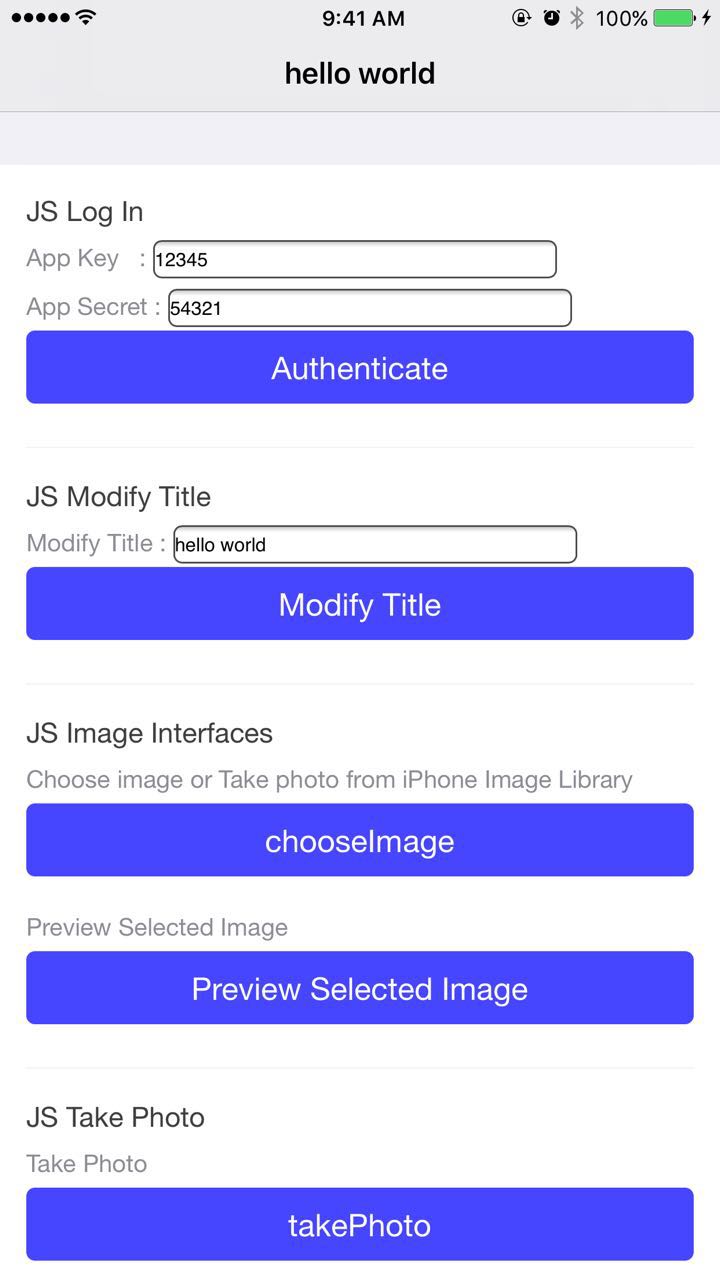 9:41 AM 100%
hello world
JS Log In
App Key : 12345
App Secret : 54321
Authenticate
JS Modify Title
Modify Title : hello world
Modify Title
JS Image Interfaces
Choose image or Take photo from iPhone Image Library
chooseImage
Preview Selected Image
Preview Selected Image
JS Take Photo
Take Photo
takePhoto